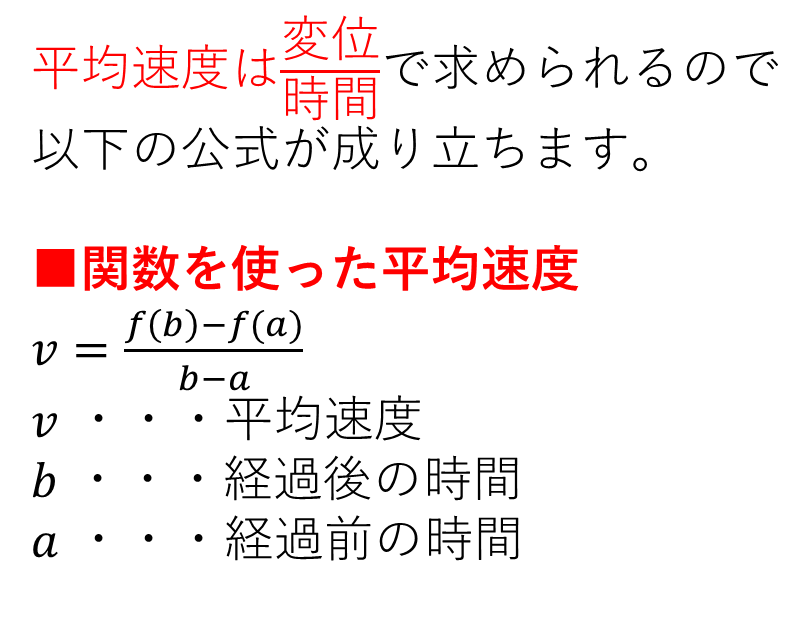 平均速度は変位/時間で求められるので
以下の公式が成り立ちます。
■関数を使った平均速度
v = f(b)−f(a) / b−a
v ・・・平均速度
b ・・・経過後の時間
a ・・・経過前の時間